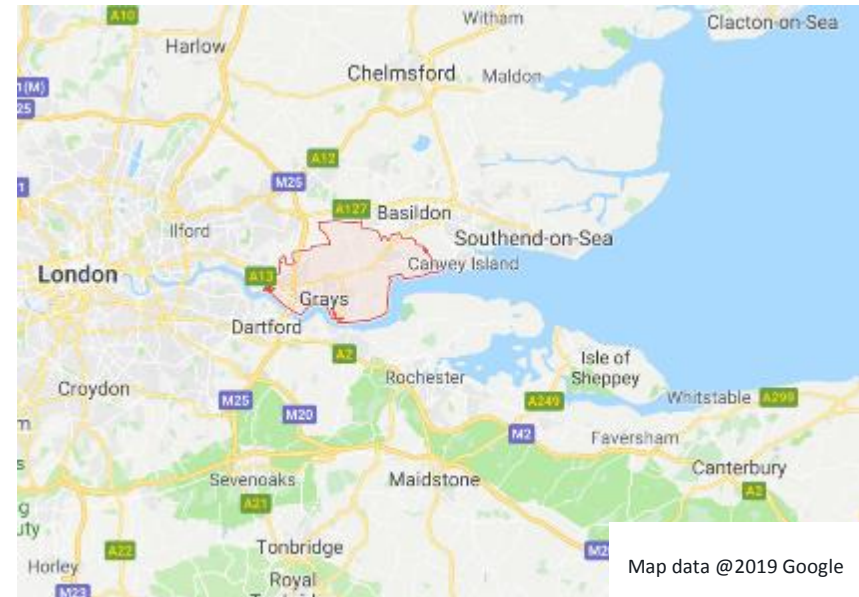 A10
Witham
Clacton-on-Sea
Harlow
Chelmsford
Maldon
1(M)
25
A12
M25
1
A127
Basildon
Ilford
Southend-on-Sea
London
A13
Canvey Island
Grays
Dartford
A2
Isle of
Sheppey
Rochester
Croydon
M25
M20
A249
Whitstable
A299
M2
Faversham
Sevenoaks
Maidstone
Canterbury
A21
A2
A22
Tonbridge
Horley
Royal
M23
Map data @2019 Google